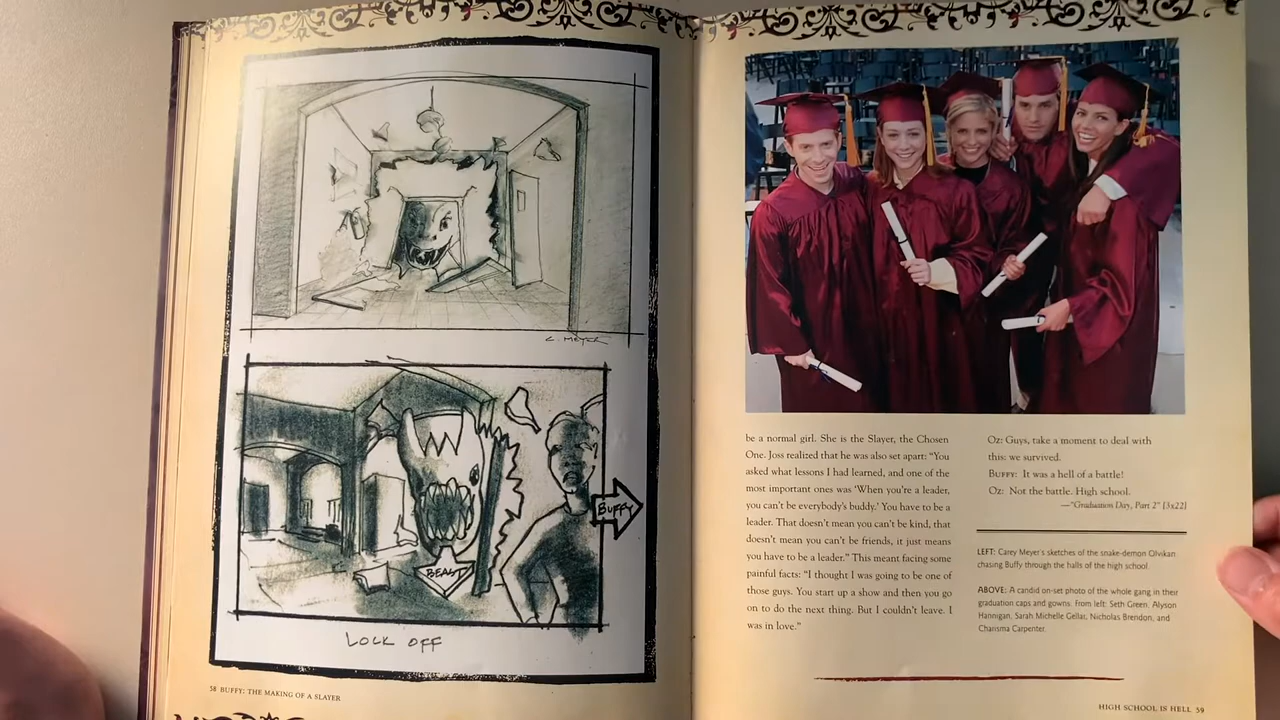 C. MEYER
BUFFY
BEAST
LOCK OFF
58 BUFFY: THE MAKING OF A SLAYER
be a normal girl. She is the Slayer, the Chosen
One. Joss realized that he was also set apart: “You
asked what lessons I had learned, and one of the
most important ones was ‘When you’re a leader,
you can’t be everybody’s buddy.’ You have to be a
leader. That doesn’t mean you can’t be kind, that
doesn’t mean you can’t be friends, it just means
you have to be a leader.” This meant facing some
painful facts: “I thought I was going to be one of
those guys. You start up a show and then you go
on to do the next thing. But I couldn’t leave. I
was in love.”
Oz: Guys, take a moment to deal with
this: we survived.
BUFFY: It was a hell of a battle!
Oz: Not the battle. High school.
—“Graduation Day, Part 2” [3x22]
LEFT: Carey Meyer’s sketches of the snake-demon Olvikan
chasing Buffy through the halls of the high school.
ABOVE: A candid on-set photo of the whole gang in their
graduation caps and gowns. From left: Seth Green, Alyson
Hannigan, Sarah Michelle Gellar, Nicholas Brendon, and
Charisma Carpenter.
HIGH SCHOOL IS HELL 59